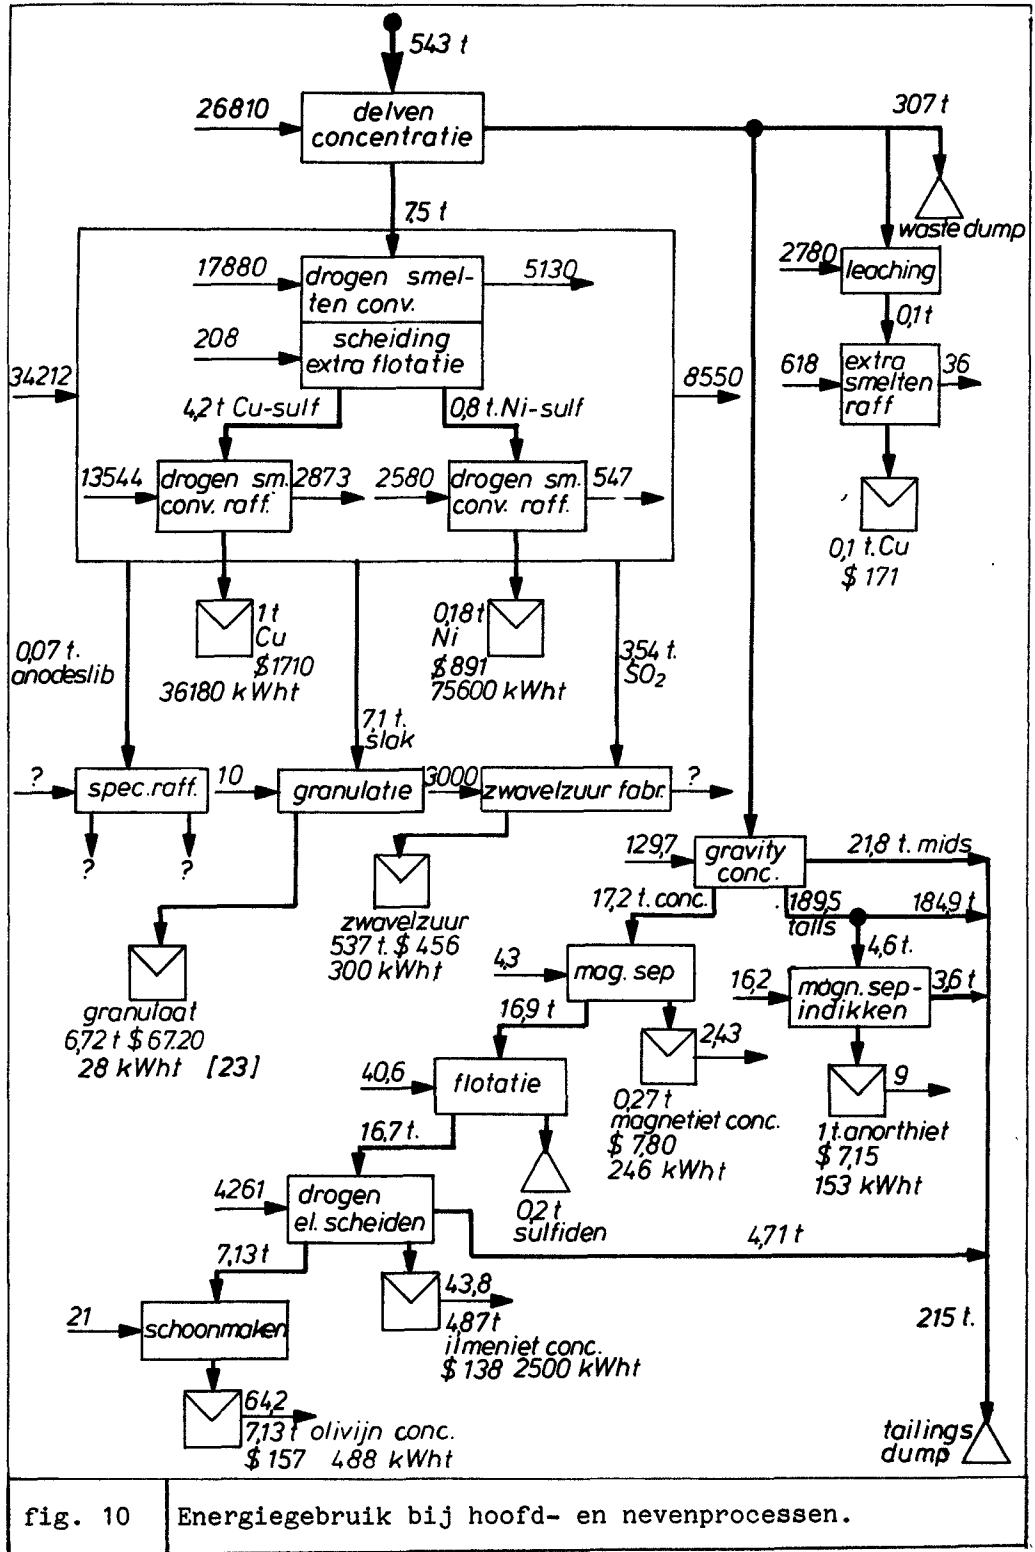 543 t
26810
delven
concentratie
307 t
waste dump
7,5 t
2780
leaching
0,1 t
17880
drogen smel-
ten conv.
5130
208
scheiding
extra flotatie
618
extra
smelten
raff
36
34212
8550
4,2 t Cu-sulf
0,8 t. Ni-sulf
13544
drogen sm.
conv. raff.
2873
2580
drogen sm.
conv. raff.
547
0,1 t. Cu
$ 171
0,07 t.
anodeslib
1 t
Cu
$1710
36180 kWht
0,18 t
Ni
$891
75600 kWht
3,54 t.
SO2
7,1 t.
slak
?
spec. raff.
?
?
10
granulatie
3000
zwavelzuur fabr.
?
129,7
gravity
conc.
21,8 t. mids
17,2 t. conc.
189,5
tails
184,9 t
zwavelzuur
537 t. $ 456
300 kWht
4,3
mag. sep
4,6 t.
16,2
magn. sep-
indikken
3,6 t
granulaat
6,72 t $ 67.20
28 kWht [23]
16,9 t
2,43
40,6
flotatie
0,27 t
magnetiet conc.
$ 7,80
246 kWht
9
1 t. anorthiet
$ 7,15
153 kWht
16,7 t.
0,2 t
sulfiden
4261
drogen
el. scheiden
4,71 t
7,13 t
43,8
4,87 t
ilmeniet conc.
$ 138 2500 kWht
21
schoonmaken
215 t.
64,2
7,13 t olivijn conc.
$ 157 488 kWht
tailings
dump
fig. 10
Energiegebruik bij hoofd- en nevenprocessen.